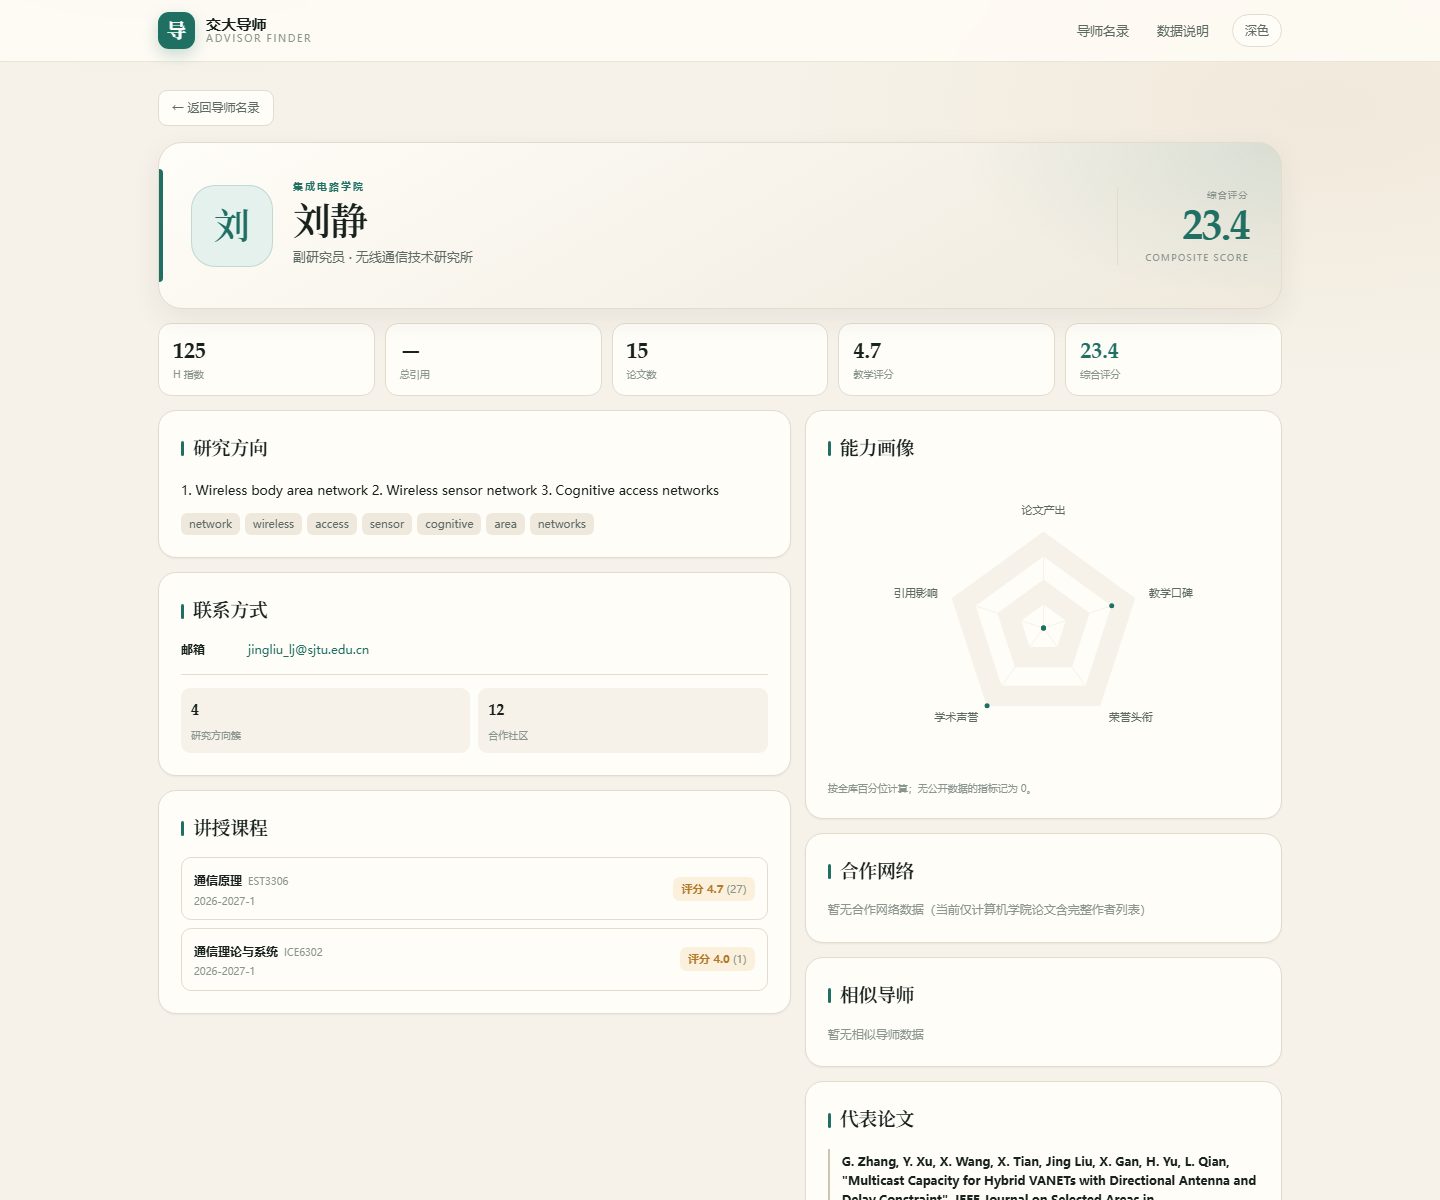 导
交大导师
ADVISOR FINDER
导师名录
数据说明
深色
← 返回导师名录
刘
集成电路学院
刘静
副研究员 · 无线通信技术研究所
综合评分
23.4
COMPOSITE SCORE
125
H 指数
—
总引用
15
论文数
4.7
教学评分
23.4
综合评分
研究方向
1. Wireless body area network 2. Wireless sensor network 3. Cognitive access networks
network
wireless
access
sensor
cognitive
area
networks
联系方式
邮箱
jingliu_lj@sjtu.edu.cn
4
研究方向簇
12
合作社区
讲授课程
通信原理 EST3306
2026-2027-1
评分 4.7 (27)
通信理论与系统 ICE6302
2026-2027-1
评分 4.0 (1)
能力画像
论文产出
引用影响
教学口碑
学术声誉
荣誉头衔
按全库百分位计算；无公开数据的指标记为 0。
合作网络
暂无合作网络数据（当前仅计算机学院论文含完整作者列表）
相似导师
暂无相似导师数据
代表论文
G. Zhang, Y. Xu, X. Wang, X. Tian, Jing Liu, X. Gan, H. Yu, L. Qian,
"Multicast Capacity for Hybrid VANETs with Directional Antenna and
Delay Constraint", IEEE Journal on Selected Areas in